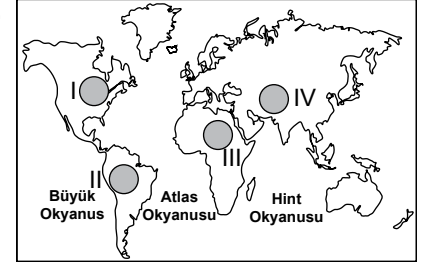 I
IV
III
II
Büyük
Okyanus
Atlas
Okyanusu
Hint
Okyanusu